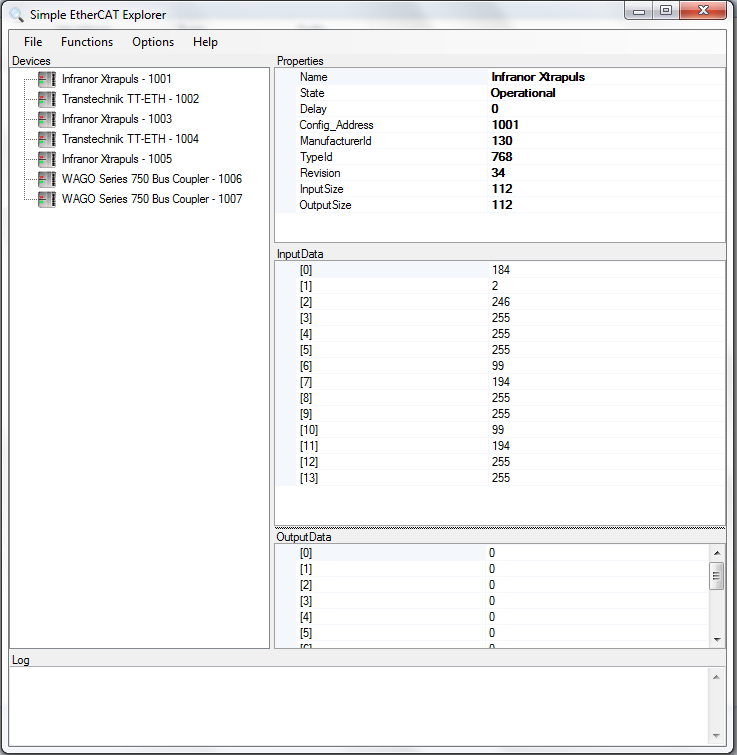 Simple EtherCAT Explorer
File Functions Options Help
Devices
Infranor Xtrapuls - 1001
Transtechnik TT-ETH - 1002
Infranor Xtrapuls - 1003
Transtechnik TT-ETH - 1004
Infranor Xtrapuls - 1005
WAGO Series 750 Bus Coupler - 1006
WAGO Series 750 Bus Coupler - 1007
Properties
Name Infranor Xtrapuls
State Operational
Delay 0
Config_Address 1001
ManufacturerId 130
TypeId 768
Revision 34
InputSize 112
OutputSize 112
InputData
[0] 184
[1] 2
[2] 246
[3] 255
[4] 255
[5] 255
[6] 99
[7] 194
[8] 255
[9] 255
[10] 99
[11] 194
[12] 255
[13] 255
OutputData
[0] 0
[1] 0
[2] 0
[3] 0
[4] 0
[5] 0
[6] 0
Log